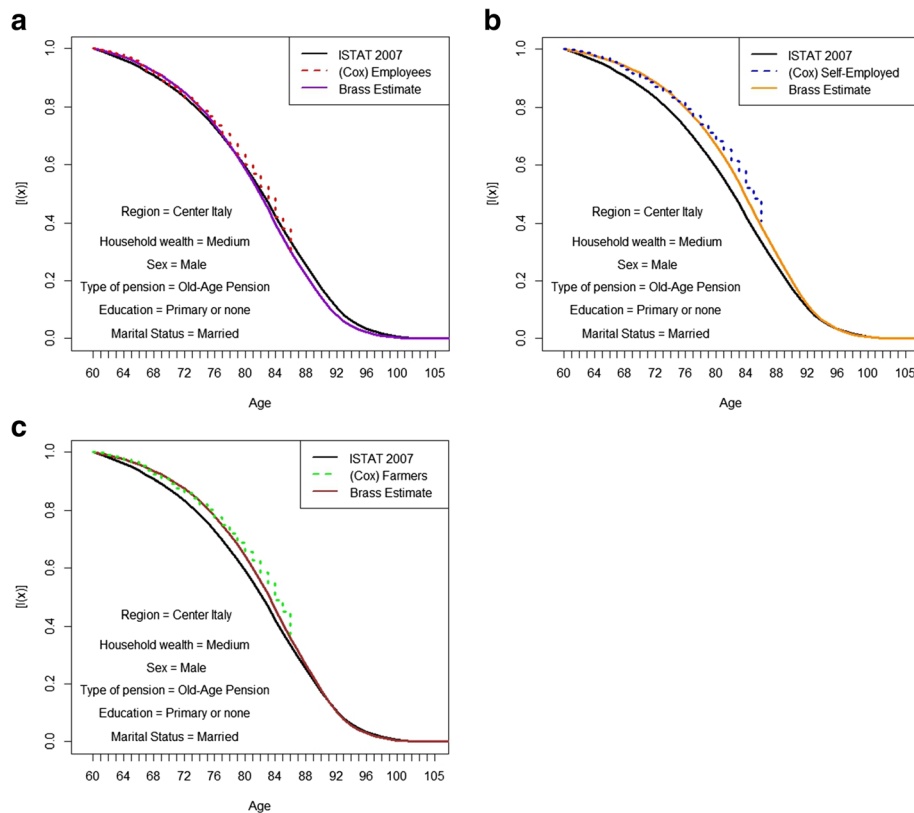 a
ISTAT 2007
(Cox) Employees
Brass Estimate
[l(x)]
1.0
0.8
0.6
0.4
0.2
0.0
Region = Center Italy
Household wealth = Medium
Sex = Male
Type of pension = Old-Age Pension
Education = Primary or none
Marital Status = Married
60 64 68 72 76 80 84 88 92 96 100 105
Age
b
ISTAT 2007
(Cox) Self-Employed
Brass Estimate
[l(x)]
1.0
0.8
0.6
0.4
0.2
0.0
Region = Center Italy
Household wealth = Medium
Sex = Male
Type of pension = Old-Age Pension
Education = Primary or none
Marital Status = Married
60 64 68 72 76 80 84 88 92 96 100 105
Age
c
ISTAT 2007
(Cox) Farmers
Brass Estimate
[l(x)]
1.0
0.8
0.6
0.4
0.2
0.0
Region = Center Italy
Household wealth = Medium
Sex = Male
Type of pension = Old-Age Pension
Education = Primary or none
Marital Status = Married
60 64 68 72 76 80 84 88 92 96 100 105
Age